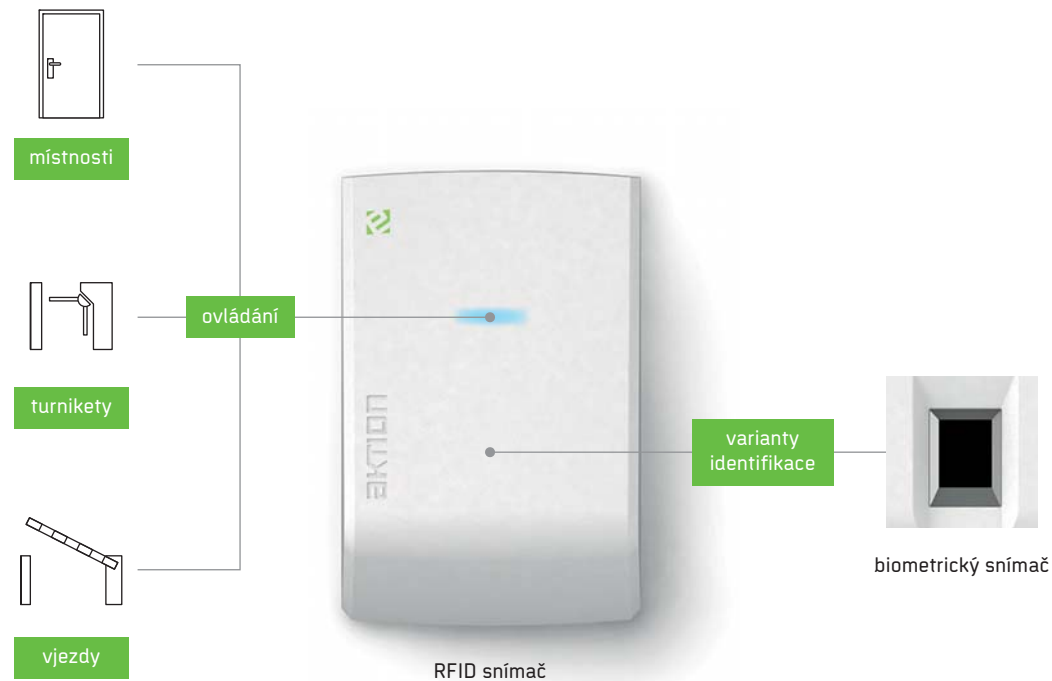 místnosti
turnikety
vjezdy
ovládání
aktion
RFID snímač
varianty
identifikace
biometrický snímač